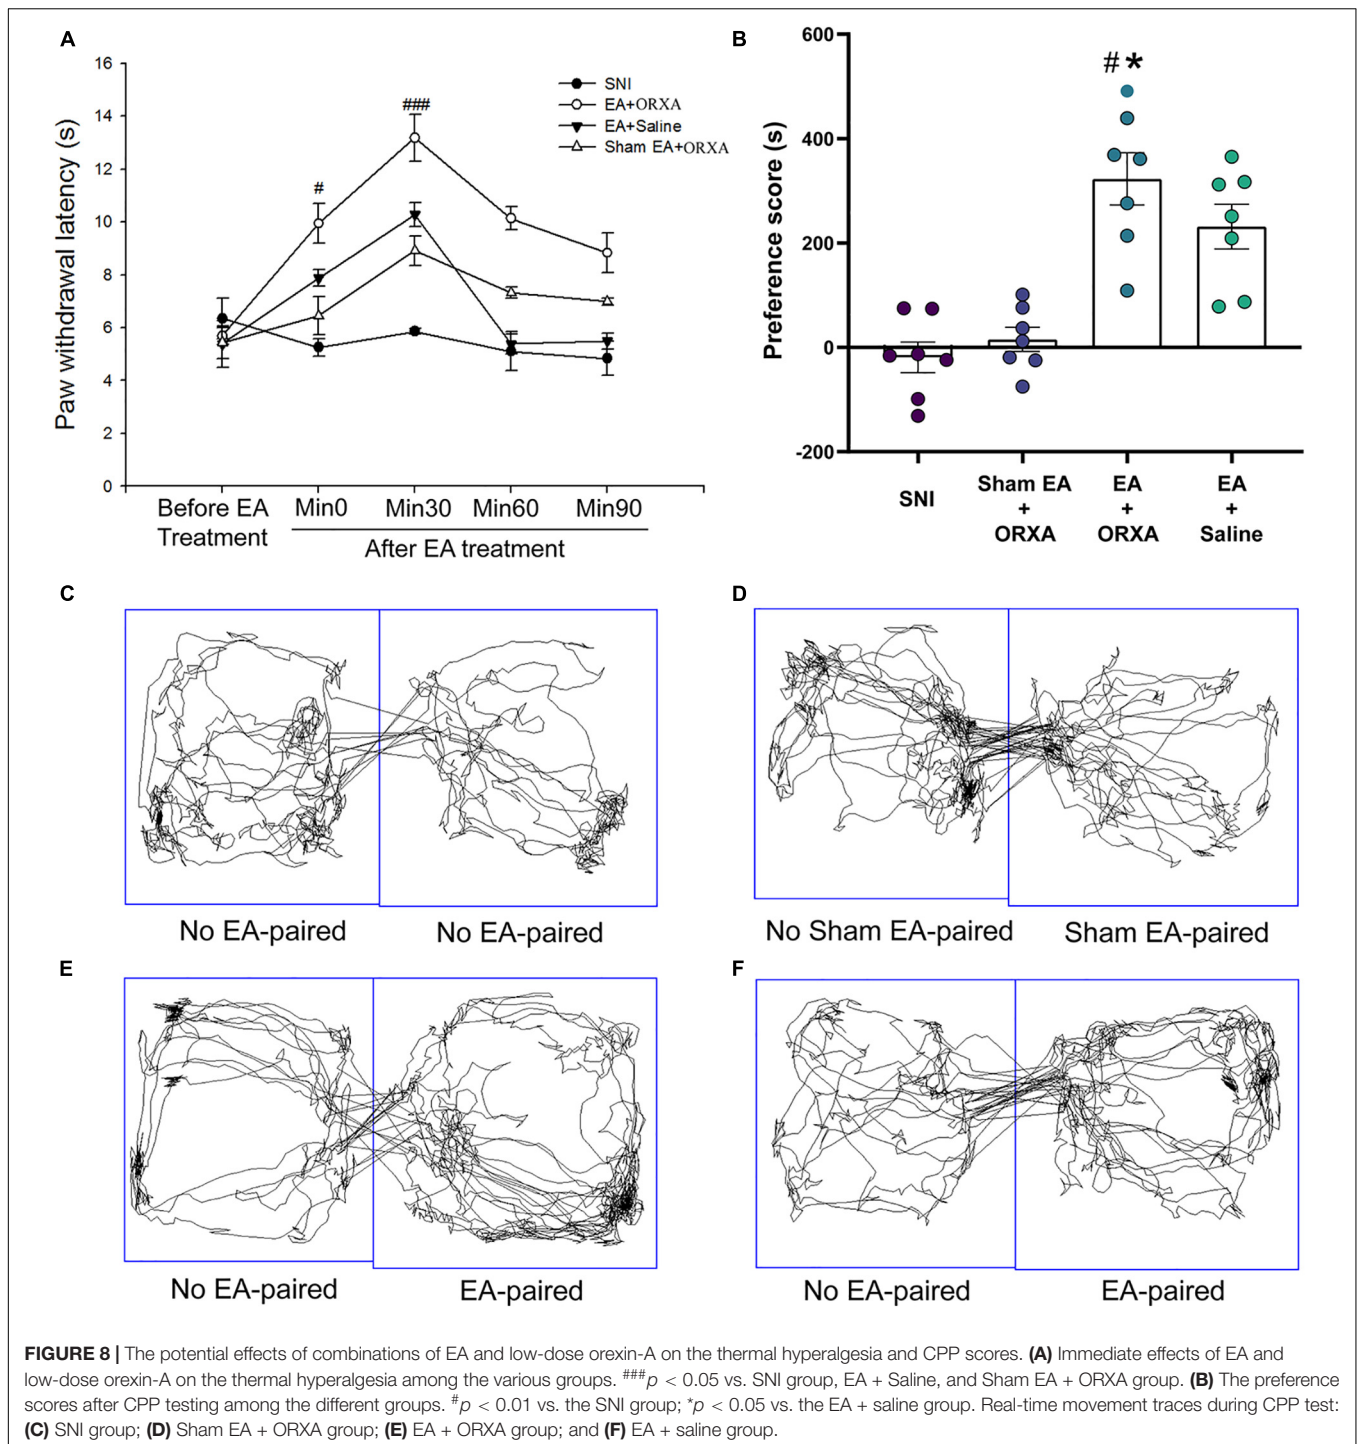 A
16
14
12
10
8
6
4
2
0
Paw withdrawal latency (s)
SNI
EA+ORXA
EA+Saline
Sham EA+ORXA
#
###
Before EA
Treatment
Min0 Min30 Min60 Min90
After EA treatment
B
600
400
200
0
-200
Preference score (s)
# *
SNI
Sham EA
+
ORXA
EA
+
ORXA
EA
+
Saline
C
No EA-paired No EA-paired
D
No Sham EA-paired Sham EA-paired
E
No EA-paired EA-paired
F
No EA-paired EA-paired
FIGURE 8 | The potential effects of combinations of EA and low-dose orexin-A on the thermal hyperalgesia and CPP scores. (A) Immediate effects of EA and
low-dose orexin-A on the thermal hyperalgesia among the various groups. ###p < 0.05 vs. SNI group, EA + Saline, and Sham EA + ORXA group. (B) The preference
scores after CPP testing among the different groups. #p < 0.01 vs. the SNI group; *p < 0.05 vs. the EA + saline group. Real-time movement traces during CPP test:
(C) SNI group; (D) Sham EA + ORXA group; (E) EA + ORXA group; and (F) EA + saline group.